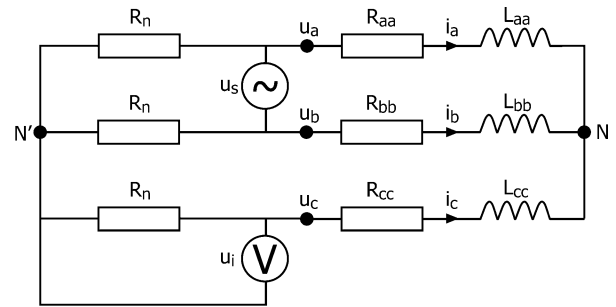 Rn ua Raa ia Laa
us ~
N' Rn ub Rbb ib Lbb N
Rn uc Rcc ic Lcc
ui V